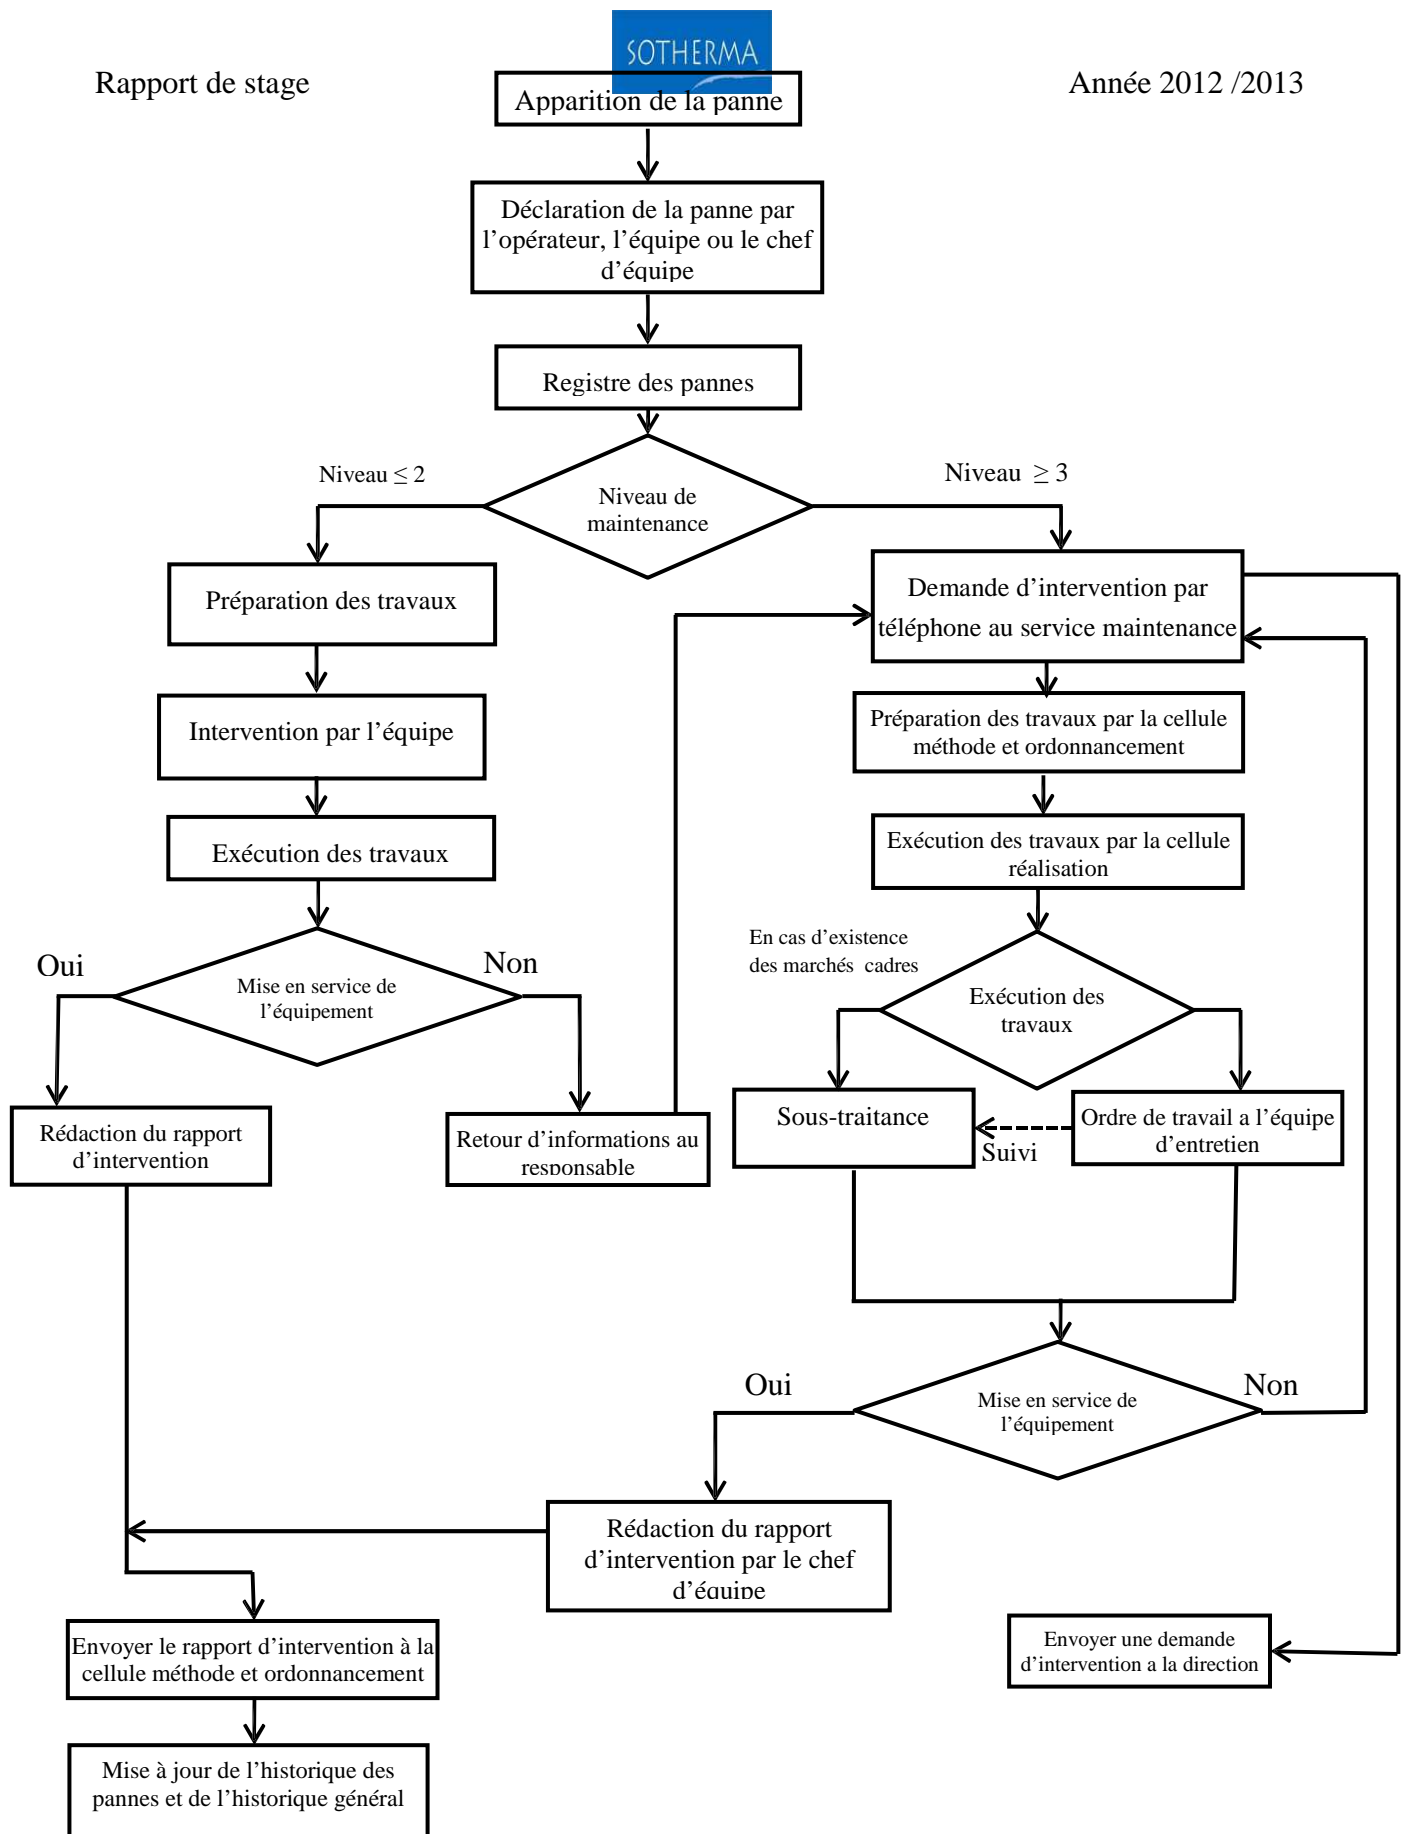 SOTHERMA
Rapport de stage
Année 2012 /2013
Apparition de la panne
Déclaration de la panne par
l’opérateur, l’équipe ou le chef
d’équipe
Registre des pannes
Niveau ≤ 2
Niveau ≥ 3
Niveau de
maintenance
Préparation des travaux
Demande d’intervention par
téléphone au service maintenance
Intervention par l’équipe
Préparation des travaux par la cellule
méthode et ordonnancement
Exécution des travaux
Exécution des travaux par la cellule
réalisation
En cas d’existence
des marchés cadres
Oui
Non
Mise en service de
l’équipement
Exécution des
travaux
Rédaction du rapport
d’intervention
Retour d’informations au
responsable
Sous-traitance
Suivi
Ordre de travail a l’équipe
d’entretien
Oui
Non
Mise en service de
l’équipement
Rédaction du rapport
d’intervention par le chef
d’équipe
Envoyer le rapport d’intervention à la
cellule méthode et ordonnancement
Envoyer une demande
d’intervention a la direction
Mise à jour de l’historique des
pannes et de l’historique général